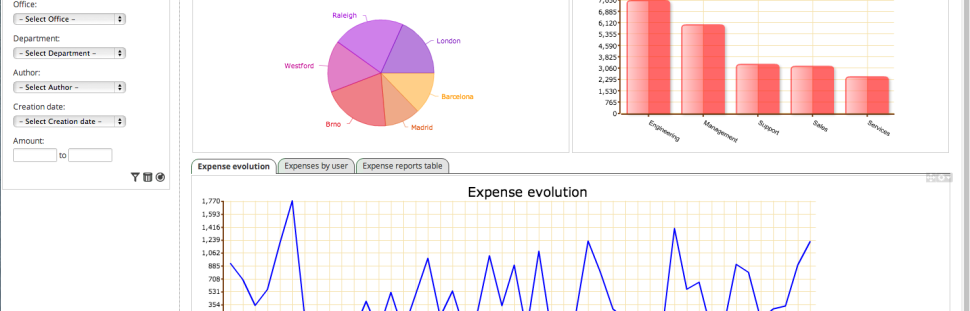 Office:
- Select Office -
Department:
- Select Department -
Author:
- Select Author -
Creation date:
- Select Creation date -
Amount:
to
Raleigh
London
Westford
Barcelona
Brno
Madrid
7,650
6,885
6,120
5,355
4,590
3,825
3,060
2,295
1,530
765
0
Engineering
Management
Support
Sales
Services
Expense evolution
Expenses by user
Expense reports table
Expense evolution
1,770
1,593
1,416
1,239
1,062
885
708
531
354